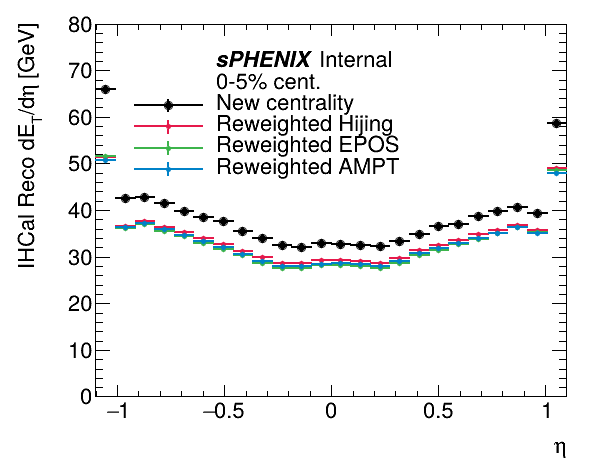 IHCal Reco dE_T/dη [GeV]
80
70
60
50
40
30
20
10
0
sPHENIX Internal
0-5% cent.
New centrality
Reweighted Hijing
Reweighted EPOS
Reweighted AMPT
−1
−0.5
0
0.5
1
η